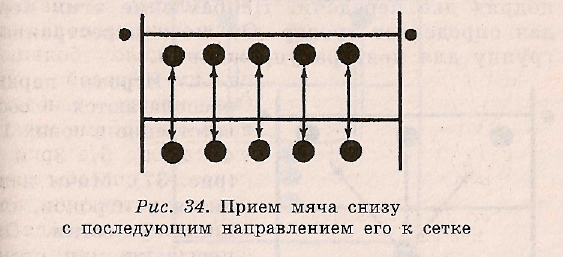 Рис. 34. Прием мяча снизу
с последующим направлением его к сетке